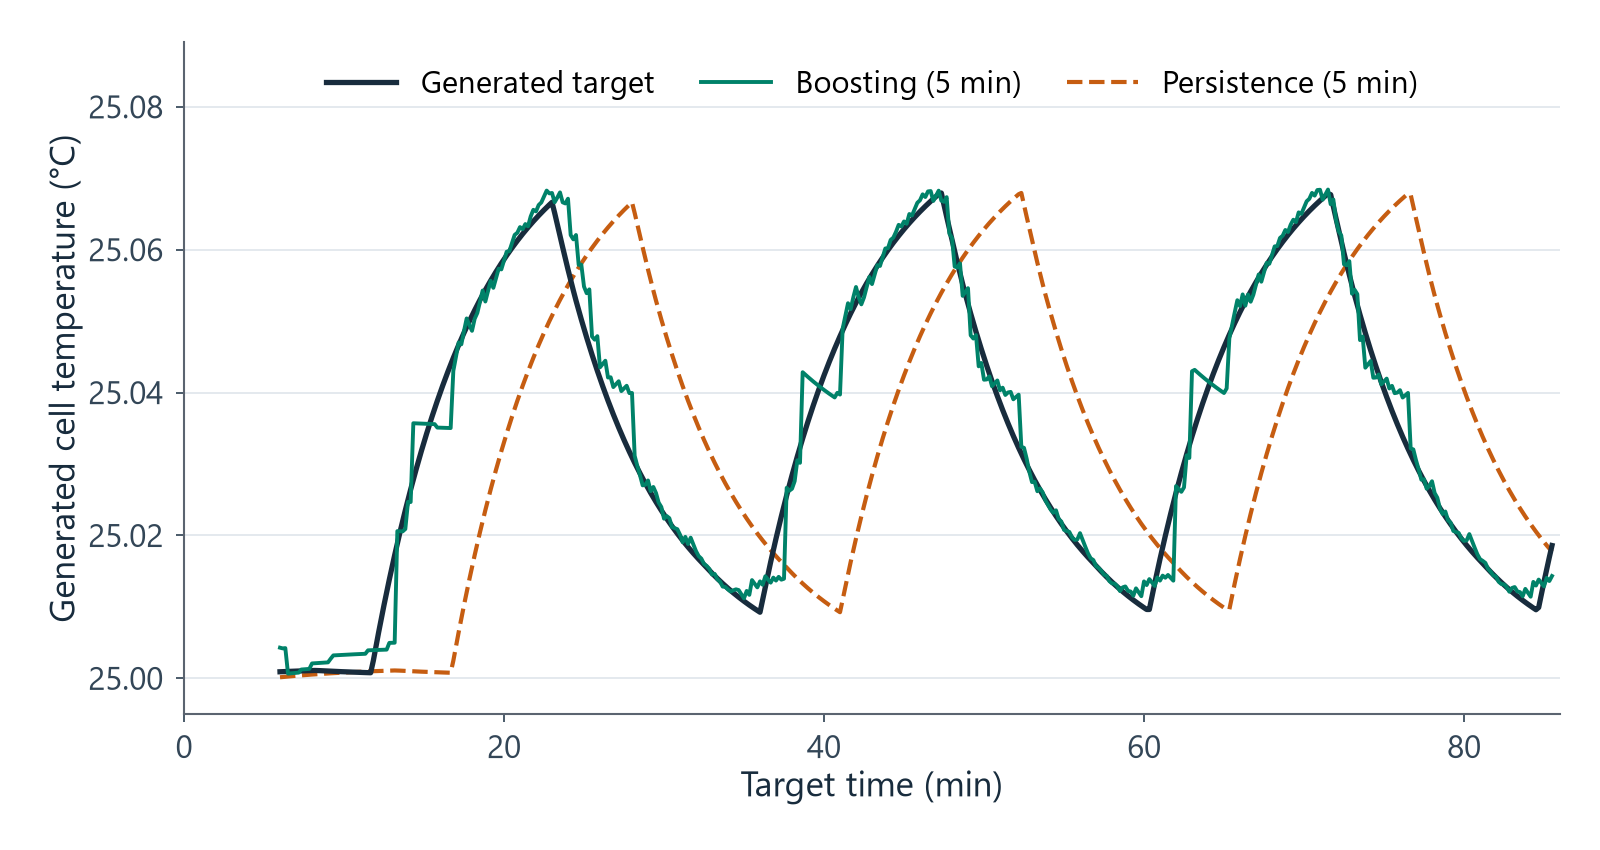 Generated target
Boosting (5 min)
Persistence (5 min)
Generated cell temperature (°C)
25.08
25.06
25.04
25.02
25.00
0
20
40
60
80
Target time (min)